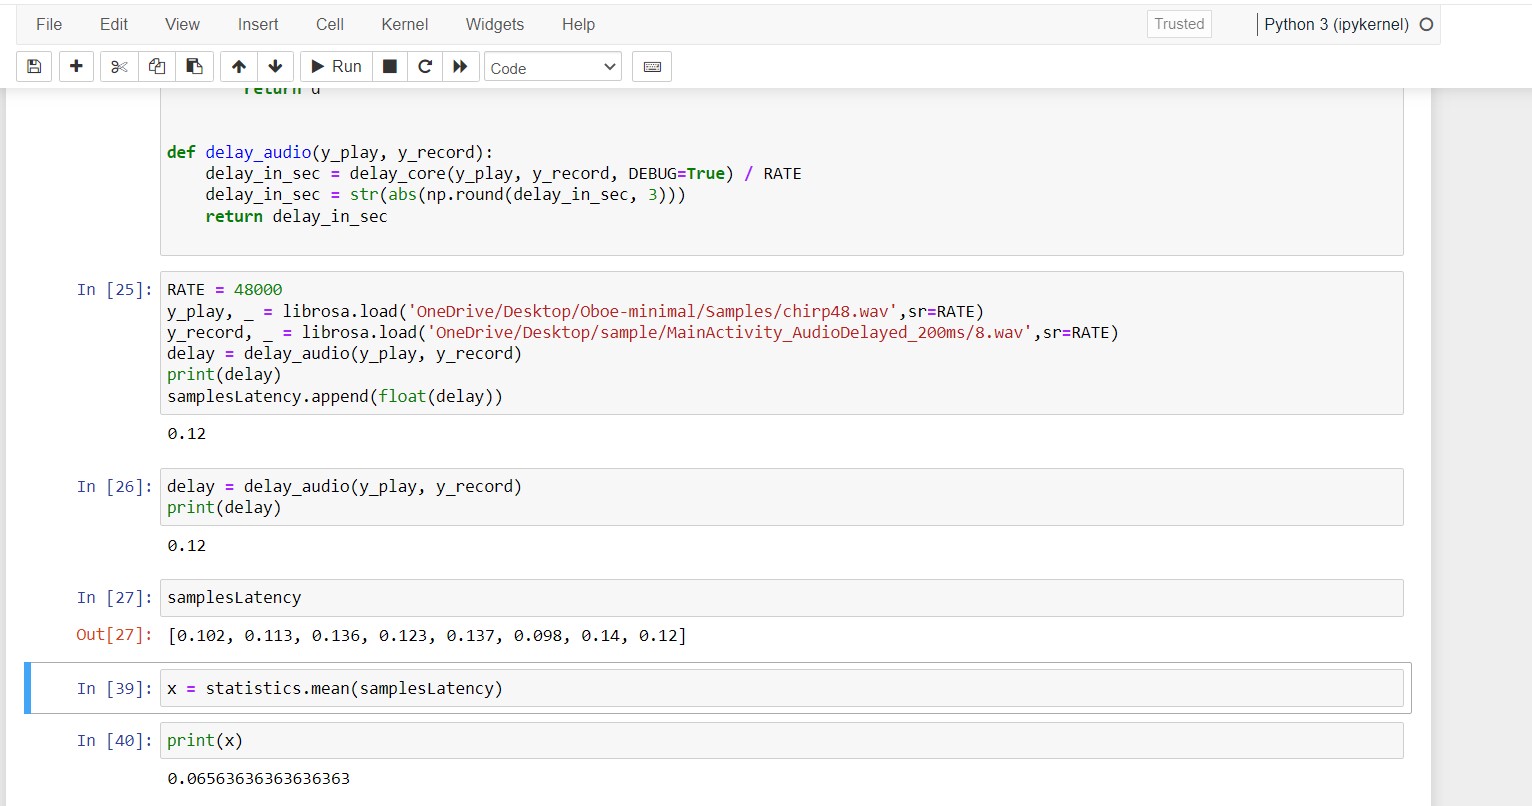 File Edit View Insert Cell Kernel Widgets Help Trusted Python 3 (ipykernel)
Run Code
return d
def delay_audio(y_play, y_record):
    delay_in_sec = delay_core(y_play, y_record, DEBUG=True) / RATE
    delay_in_sec = str(abs(np.round(delay_in_sec, 3)))
    return delay_in_sec
In [25]: RATE = 48000
y_play, _ = librosa.load('OneDrive/Desktop/Oboe-minimal/Samples/chirp48.wav',sr=RATE)
y_record, _ = librosa.load('OneDrive/Desktop/sample/MainActivity_AudioDelayed_200ms/8.wav',sr=RATE)
delay = delay_audio(y_play, y_record)
print(delay)
samplesLatency.append(float(delay))
0.12
In [26]: delay = delay_audio(y_play, y_record)
print(delay)
0.12
In [27]: samplesLatency
Out[27]: [0.102, 0.113, 0.136, 0.123, 0.137, 0.098, 0.14, 0.12]
In [39]: x = statistics.mean(samplesLatency)
In [40]: print(x)
0.06563636363636363